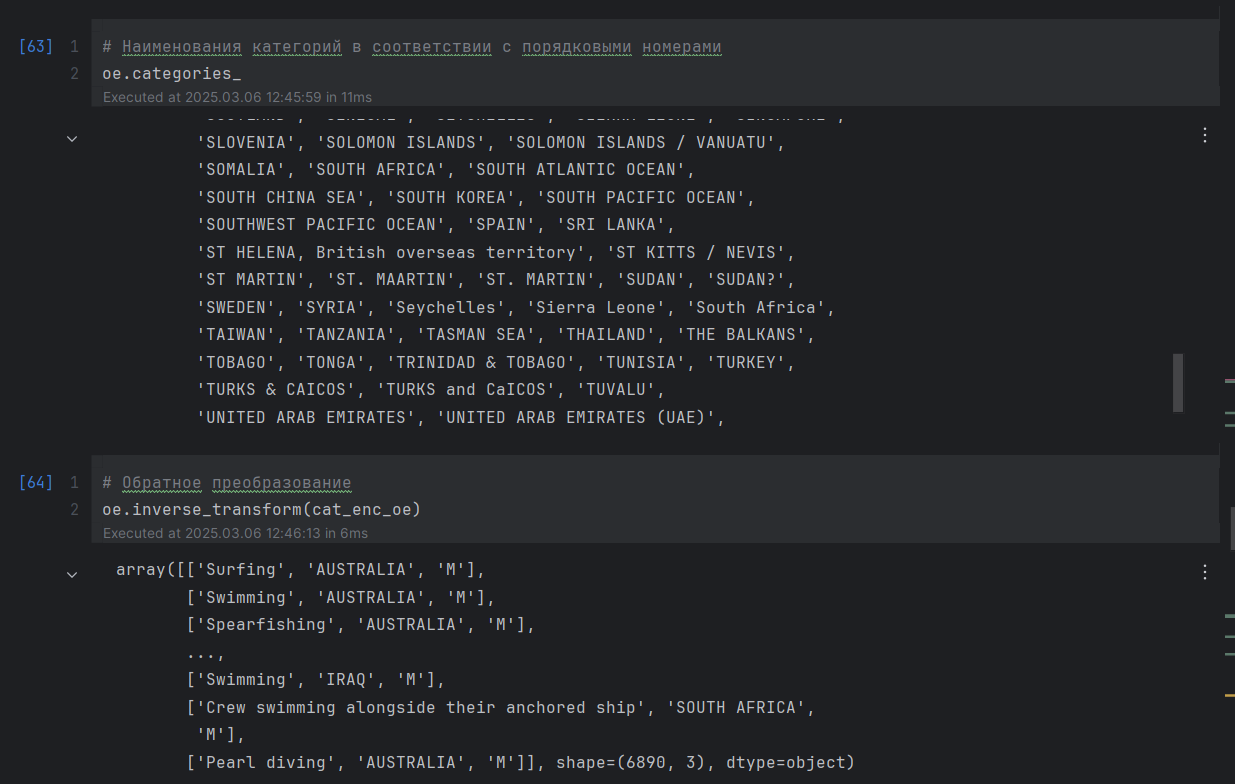 [63] 1 # Наименования категорий в соответствии с порядковыми номерами
2 oe.categories_
Executed at 2025.03.06 12:45:59 in 11ms
'SLOVENIA', 'SOLOMON ISLANDS', 'SOLOMON ISLANDS / VANUATU',
'SOMALIA', 'SOUTH AFRICA', 'SOUTH ATLANTIC OCEAN',
'SOUTH CHINA SEA', 'SOUTH KOREA', 'SOUTH PACIFIC OCEAN',
'SOUTHWEST PACIFIC OCEAN', 'SPAIN', 'SRI LANKA',
'ST HELENA, British overseas territory', 'ST KITTS / NEVIS',
'ST MARTIN', 'ST. MAARTIN', 'ST. MARTIN', 'SUDAN', 'SUDAN?',
'SWEDEN', 'SYRIA', 'Seychelles', 'Sierra Leone', 'South Africa',
'TAIWAN', 'TANZANIA', 'TASMAN SEA', 'THAILAND', 'THE BALKANS',
'TOBAGO', 'TONGA', 'TRINIDAD & TOBAGO', 'TUNISIA', 'TURKEY',
'TURKS & CAICOS', 'TURKS and CaICOS', 'TUVALU',
'UNITED ARAB EMIRATES', 'UNITED ARAB EMIRATES (UAE)',
[64] 1 # Обратное преобразование
2 oe.inverse_transform(cat_enc_oe)
Executed at 2025.03.06 12:46:13 in 6ms
array([['Surfing', 'AUSTRALIA', 'M'],
['Swimming', 'AUSTRALIA', 'M'],
['Spearfishing', 'AUSTRALIA', 'M'],
...,
['Swimming', 'IRAQ', 'M'],
['Crew swimming alongside their anchored ship', 'SOUTH AFRICA',
'M'],
['Pearl diving', 'AUSTRALIA', 'M']], shape=(6890, 3), dtype=object)